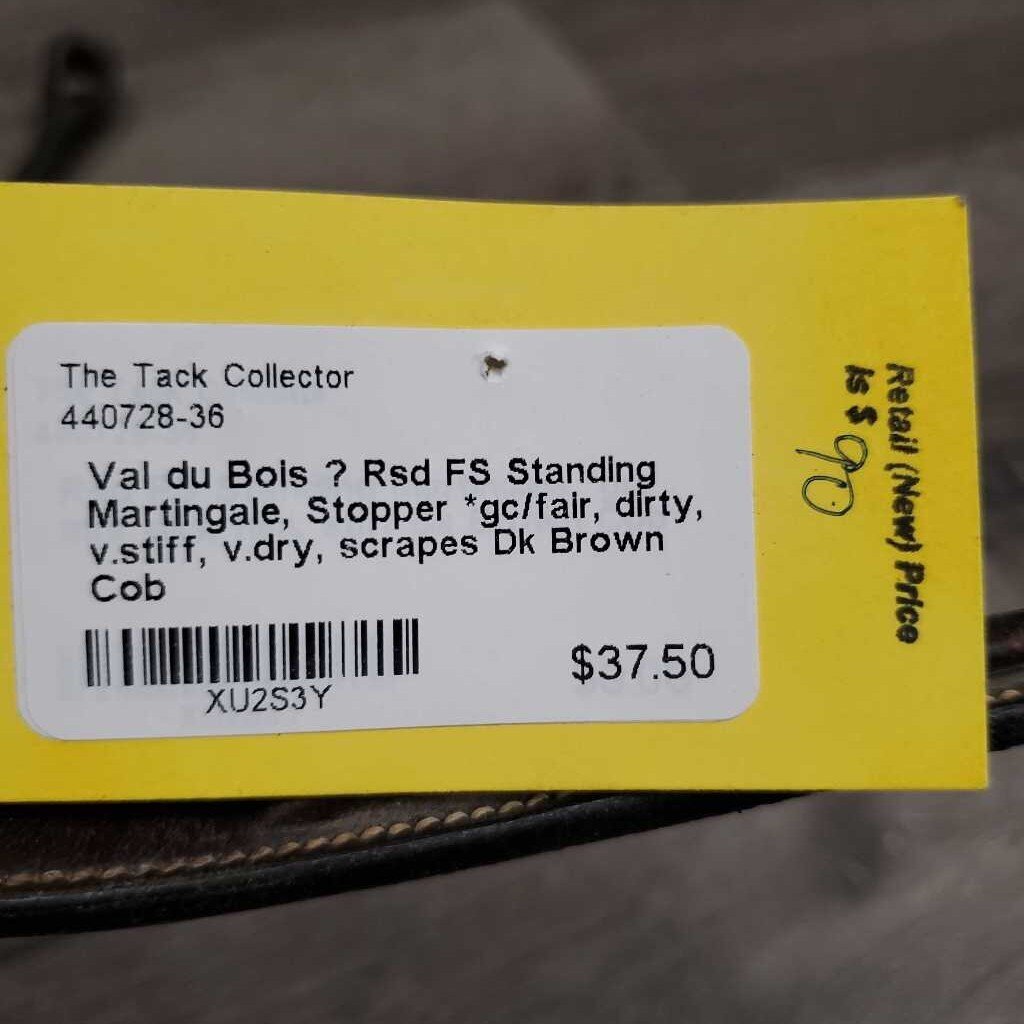 The Tack Collector
440728-36
Val du Bois ? Rsd FS Standing
Martingale, Stopper *gc/fair, dirty,
v.stiff, v.dry, scrapes Dk Brown
Cob
XU2S3Y
$37.50
Retail (New) Price
is $ 90